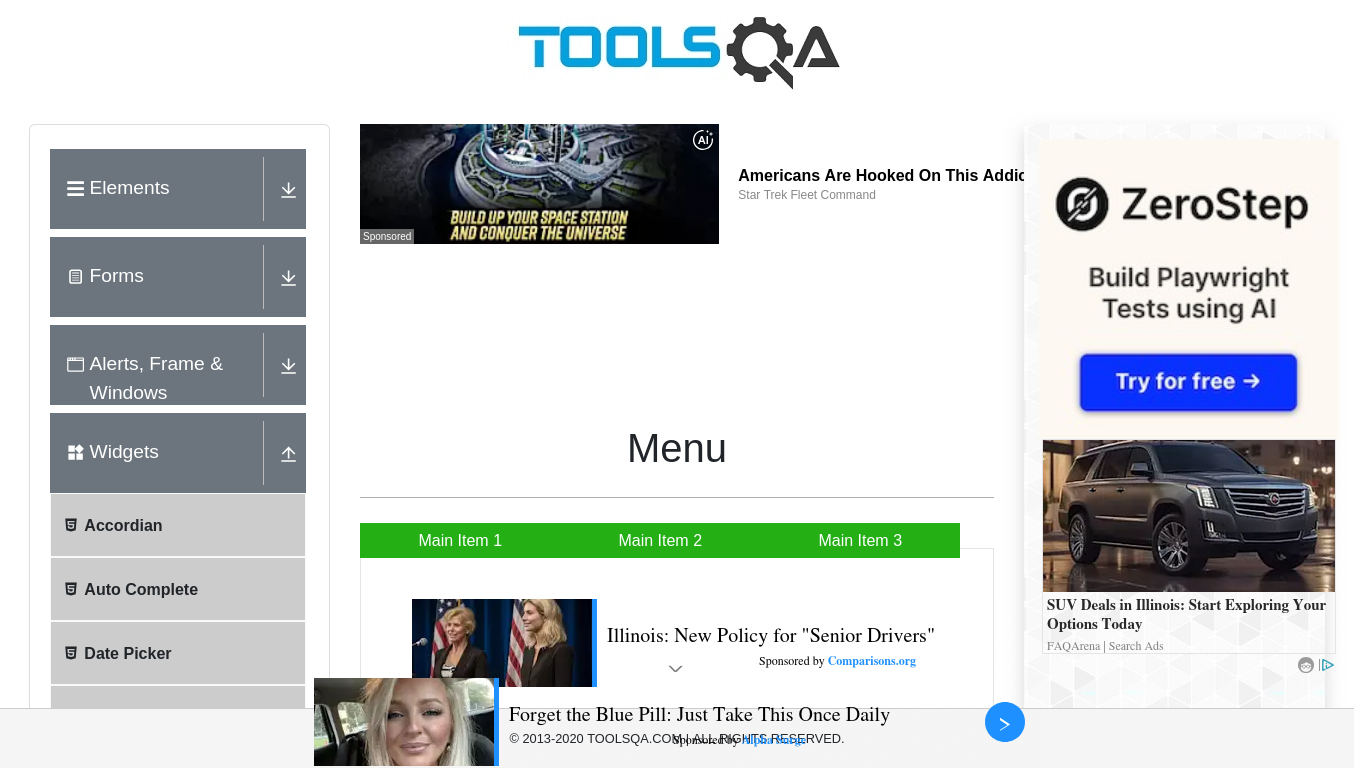 TOOLSQA
Elements
Forms
Alerts, Frame &
Windows
Widgets
Accordian
Auto Complete
Date Picker
AI
BUILD UP YOUR SPACE STATION
AND CONQUER THE UNIVERSE
Sponsored
Americans Are Hooked On This Addic
Star Trek Fleet Command
Menu
Main Item 1
Main Item 2
Main Item 3
Illinois: New Policy for "Senior Drivers"
Sponsored by Comparisons.org
Forget the Blue Pill: Just Take This Once Daily
Sponsored by
© 2013-2020 TOOLSQA.COM | ALL RIGHTS RESERVED.
ZeroStep
Build Playwright
Tests using AI
Try for free →
SUV Deals in Illinois: Start Exploring Your
Options Today
FAQArena | Search Ads